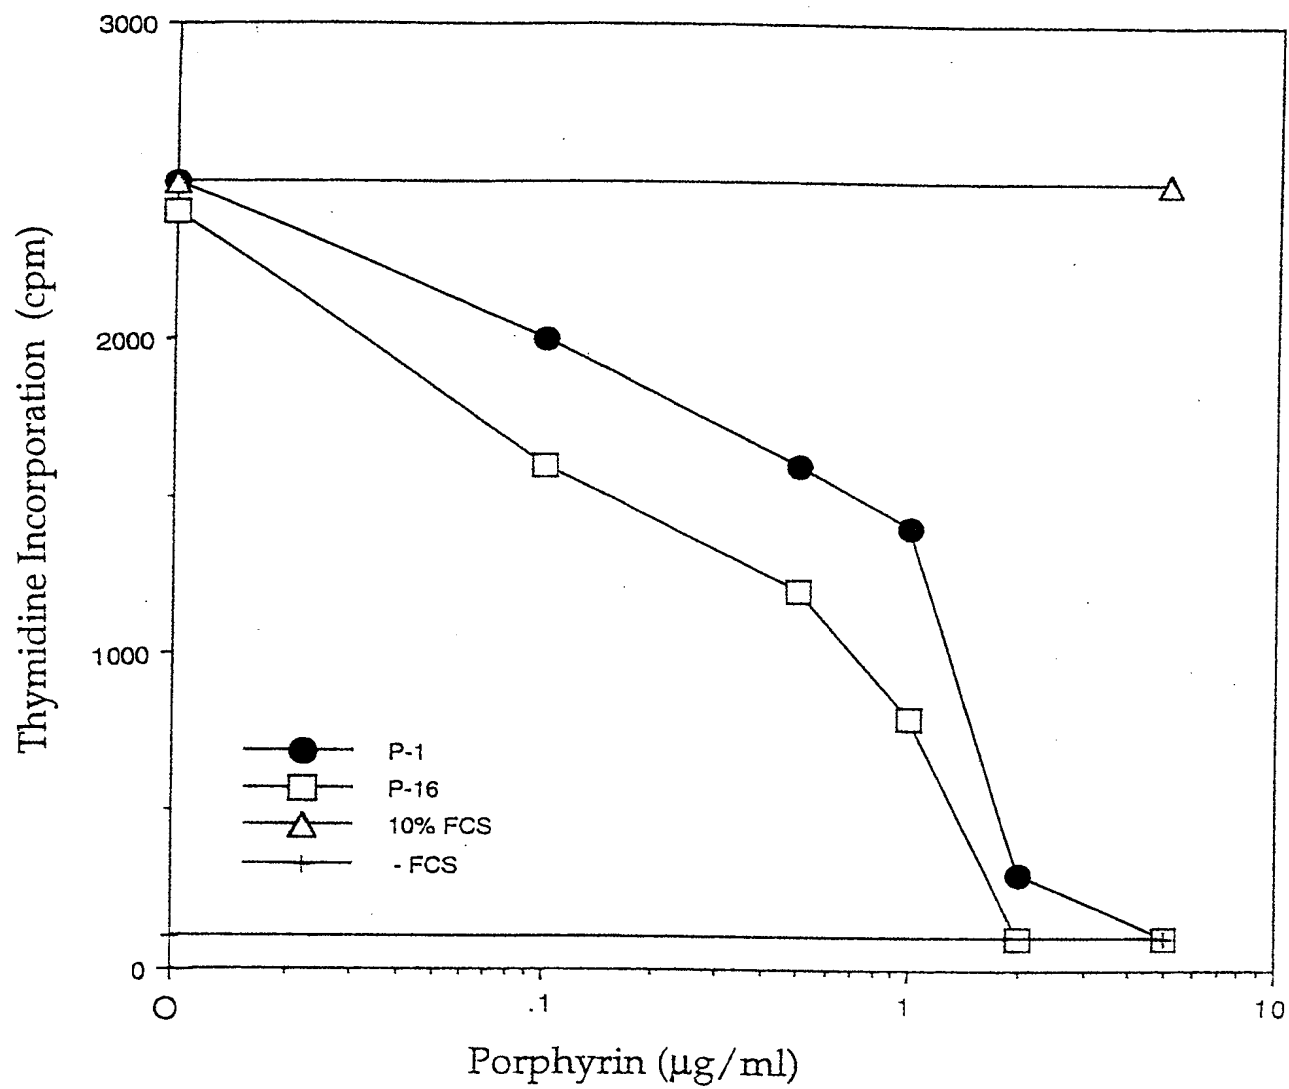 3000
2000
1000
0
Thymidine Incorporation (cpm)
P-1
P-16
10% FCS
- FCS
O .1 1 10
Porphyrin (µg/ml)